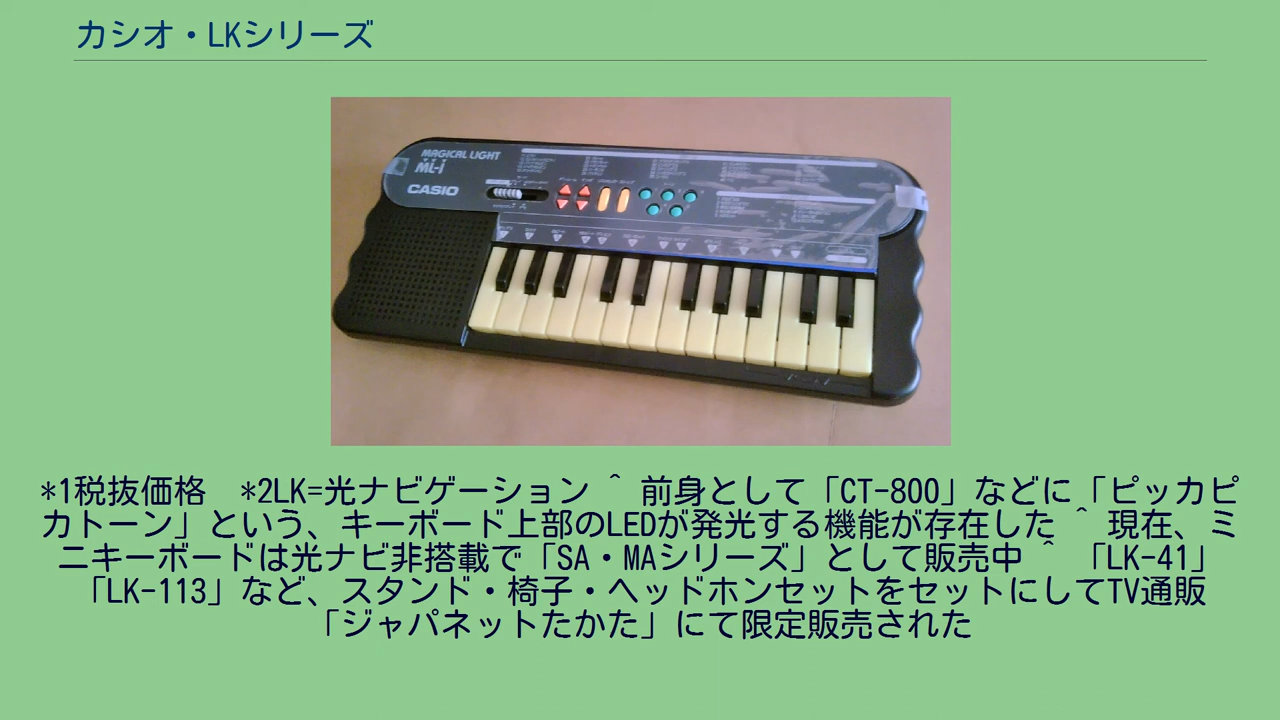 カシオ・LKシリーズ
MAGICAL LIGHT
ML-1
CASIO
*1税抜価格　*2LK=光ナビゲーション ^ 前身として「CT-800」などに「ピッカピ
カトーン」という、キーボード上部のLEDが発光する機能が存在した ^ 現在、ミ
ニキーボードは光ナビ非搭載で「SA・MAシリーズ」として販売中 ^ 「LK-41」
「LK-113」など、スタンド・椅子・ヘッドホンセットをセットにしてTV通販
「ジャパネットたかた」にて限定販売された